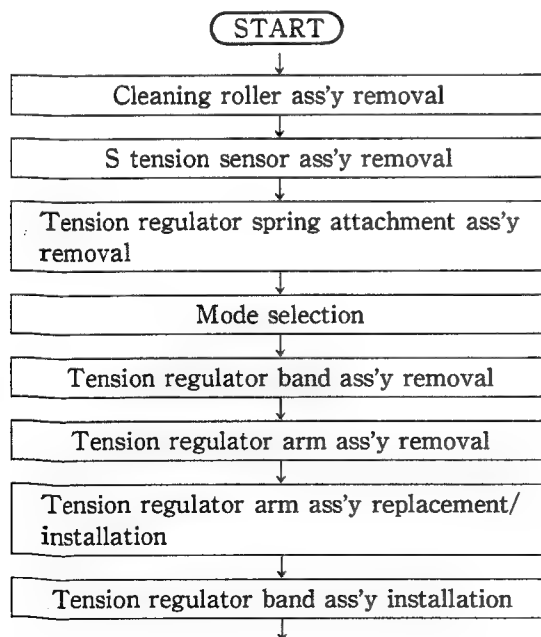 START
Cleaning roller ass'y removal
S tension sensor ass'y removal
Tension regulator spring attachment ass'y
removal
Mode selection
Tension regulator band ass'y removal
Tension regulator arm ass'y removal
Tension regulator arm ass'y replacement/
installation
Tension regulator band ass'y installation